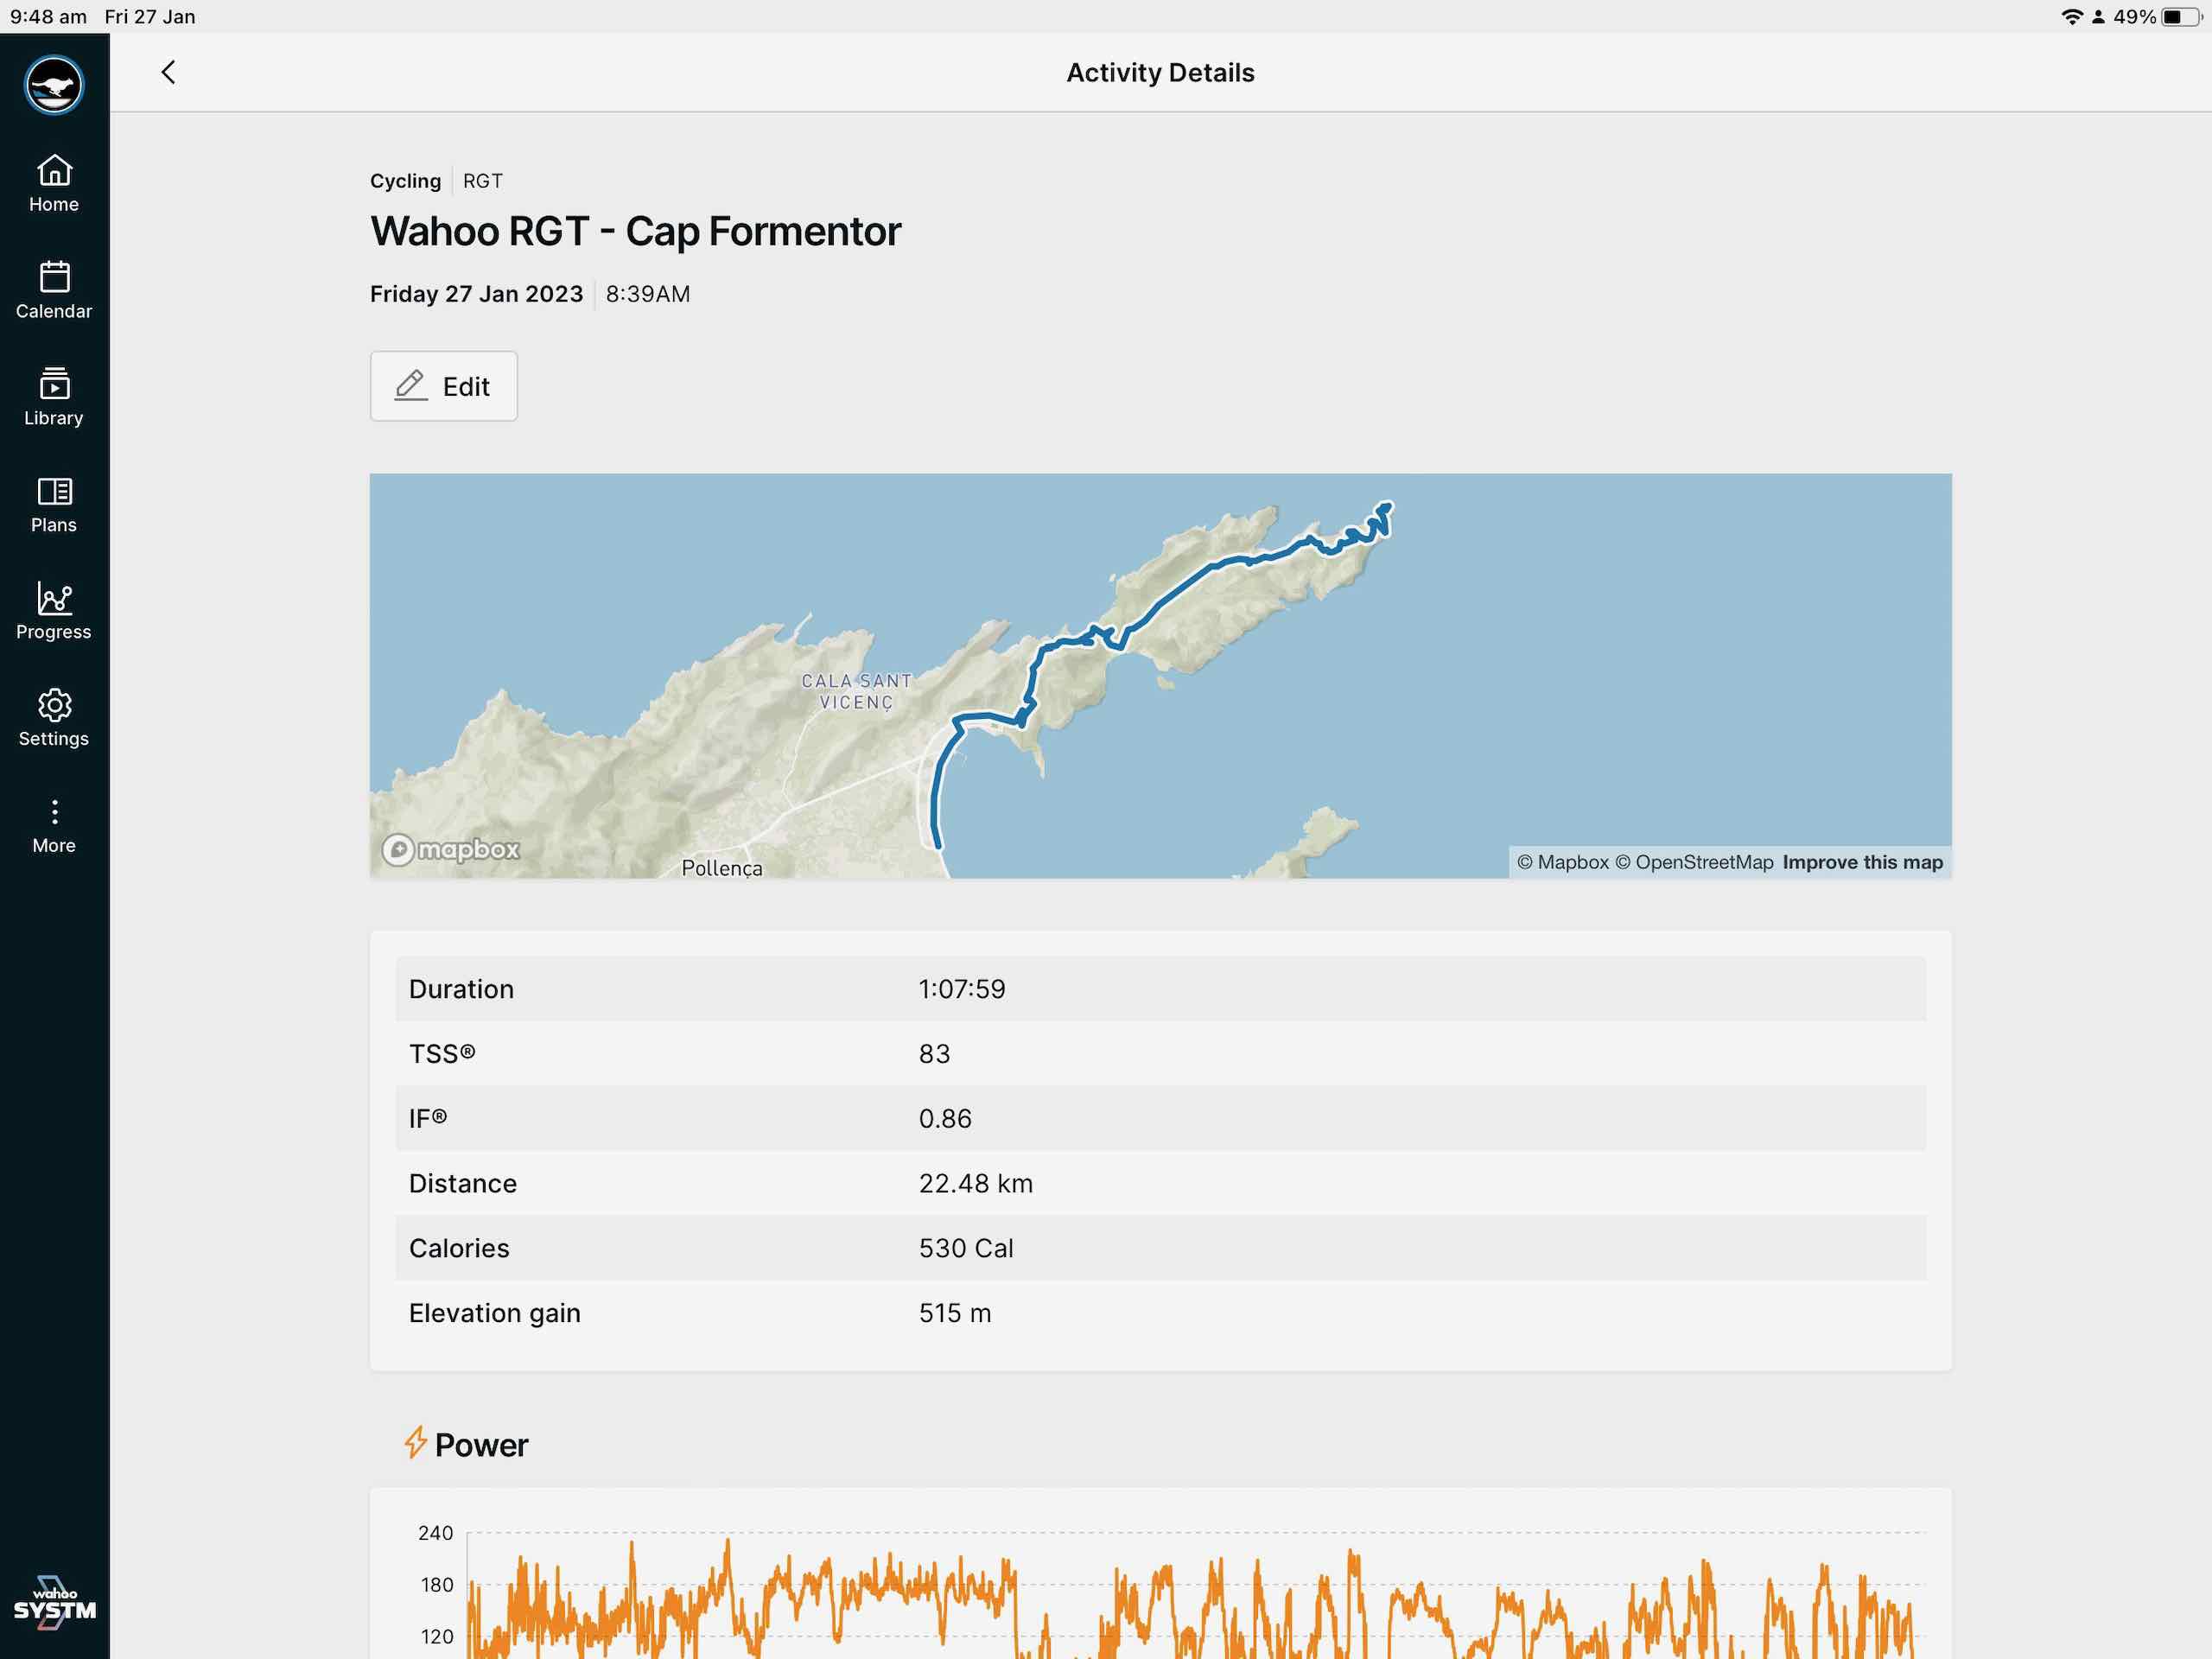 9:48 am Fri 27 Jan
49%
Activity Details
Home
Calendar
Library
Plans
Progress
Settings
More
wahoo
SYSTM
Cycling RGT
Wahoo RGT - Cap Formentor
Friday 27 Jan 2023 8:39AM
Edit
CALA SANT
VICENÇ
Pollença
mapbox
© Mapbox © OpenStreetMap Improve this map
Duration 1:07:59
TSS® 83
IF® 0.86
Distance 22.48 km
Calories 530 Cal
Elevation gain 515 m
Power
240
180
120